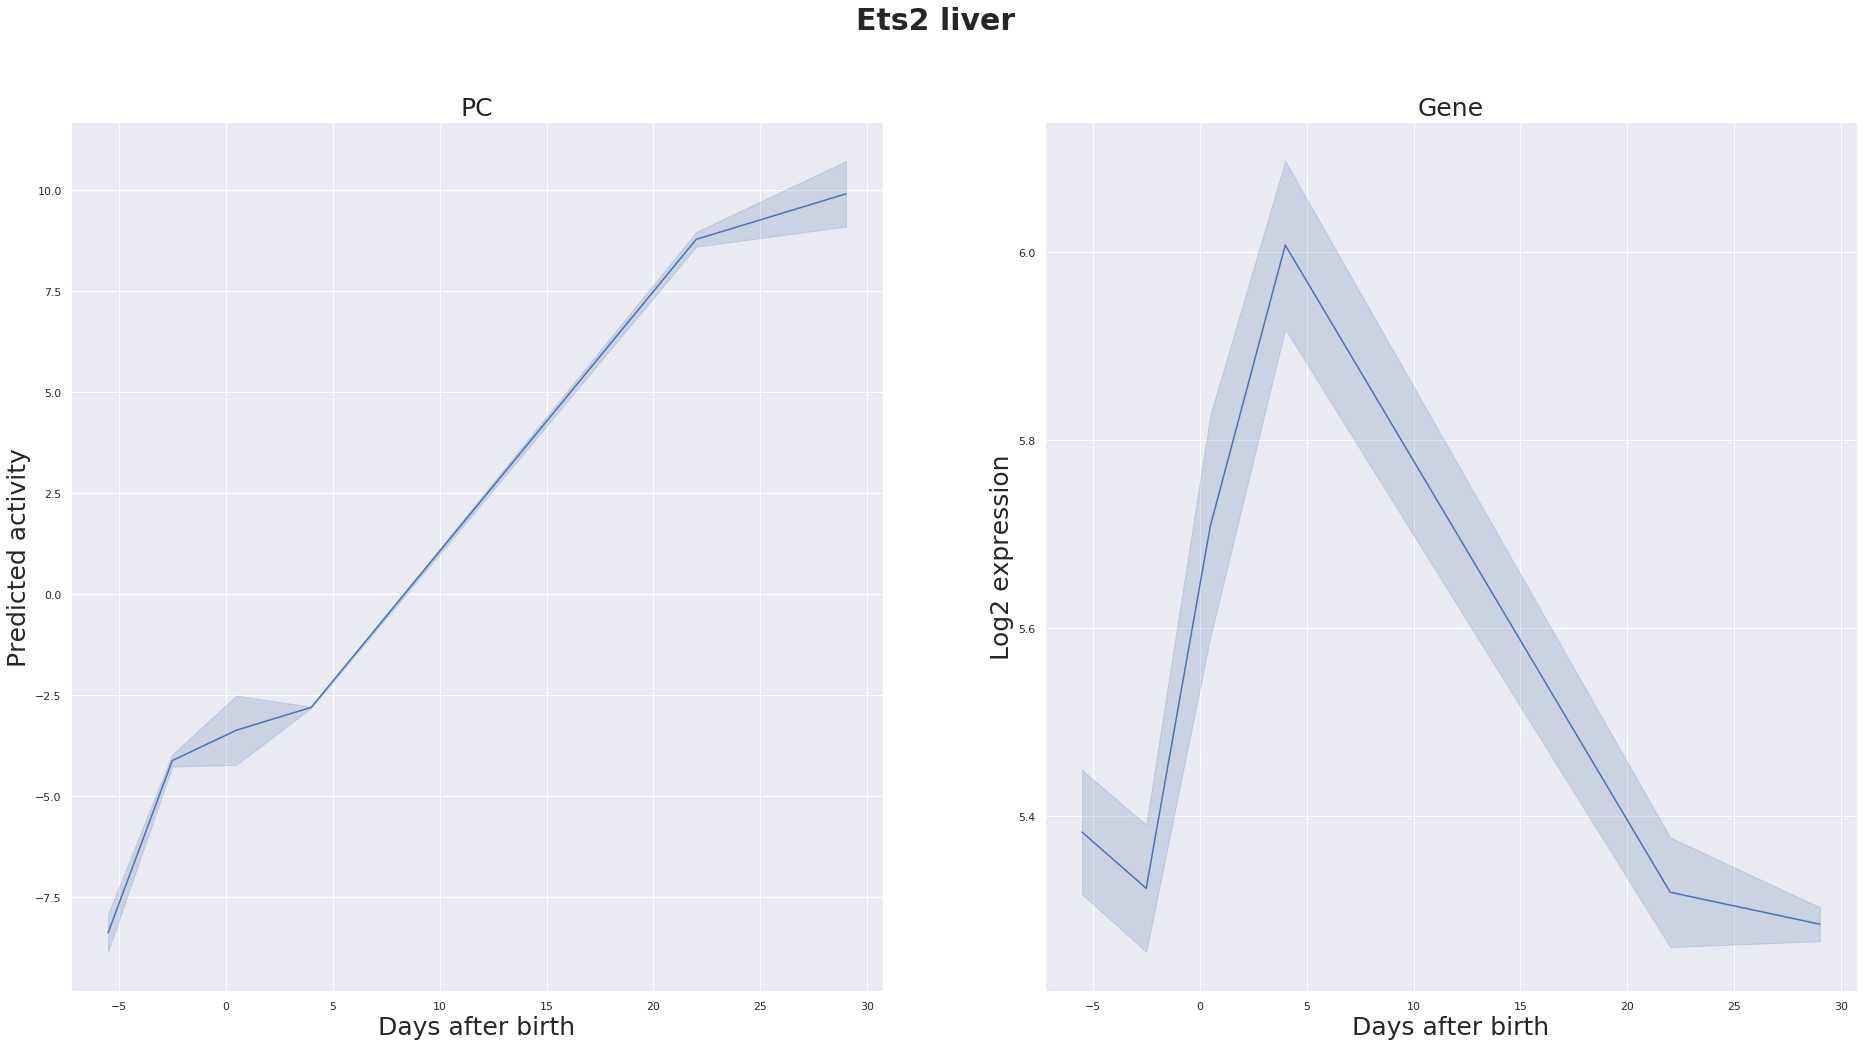 Ets2 liver
PC
Predicted activity
10.0
7.5
5.0
2.5
0.0
−2.5
−5.0
−7.5
−5 0 5 10 15 20 25 30
Days after birth
Gene
Log2 expression
6.0
5.8
5.6
5.4
−5 0 5 10 15 20 25 30
Days after birth